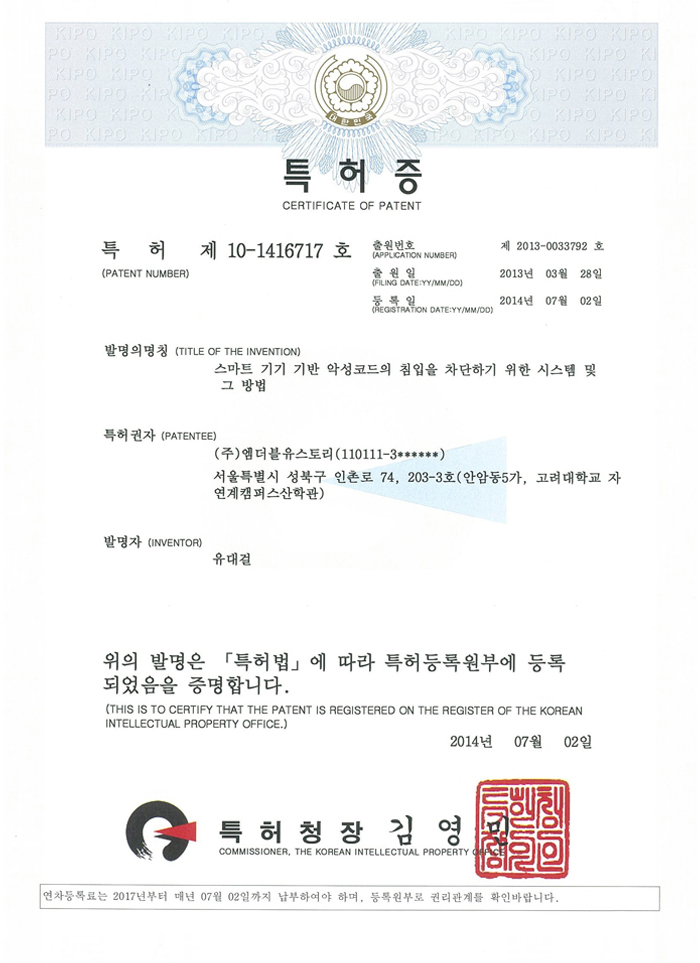 대한민국
특허증
CERTIFICATE OF PATENT
특 허 제 10-1416717 호
(PATENT NUMBER)
출원번호 제 2013-0033792 호
(APPLICATION NUMBER)
출 원 일 2013년 03월 28일
(FILING DATE:YY/MM/DD)
등 록 일 2014년 07월 02일
(REGISTRATION DATE:YY/MM/DD)
발명의명칭 (TITLE OF THE INVENTION)
스마트 기기 기반 악성코드의 침입을 차단하기 위한 시스템 및
그 방법
특허권자 (PATENTEE)
(주)엠더블유스토리(110111-3******)
서울특별시 성북구 인촌로 74, 203-3호(안암동5가, 고려대학교 자
연계캠퍼스산학관)
발명자 (INVENTOR)
유대걸
위의 발명은 「특허법」에 따라 특허등록원부에 등록
되었음을 증명합니다.
(THIS IS TO CERTIFY THAT THE PATENT IS REGISTERED ON THE REGISTER OF THE KOREAN
INTELLECTUAL PROPERTY OFFICE.)
2014년 07월 02일
특허청장 김영민
COMMISSIONER, THE KOREAN INTELLECTUAL PROPERTY OFFICE
연차등록료는 2017년부터 매년 07월 02일까지 납부하여야 하며, 등록원부로 권리관계를 확인바랍니다.